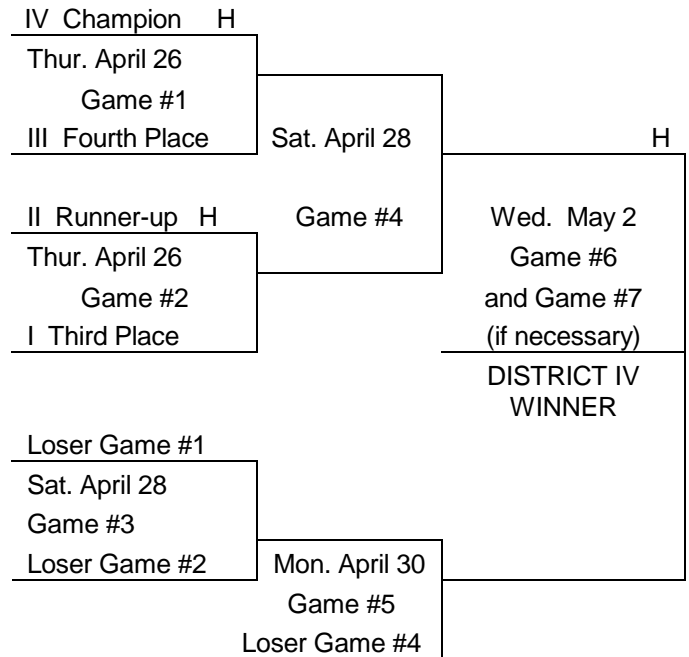 IV Champion H
Thur. April 26
Game #1
III Fourth Place
Sat. April 28
H
II Runner-up H
Game #4
Wed. May 2
Thur. April 26
Game #6
Game #2
and Game #7
I Third Place
(if necessary)
DISTRICT IV
WINNER
Loser Game #1
Sat. April 28
Game #3
Loser Game #2
Mon. April 30
Game #5
Loser Game #4